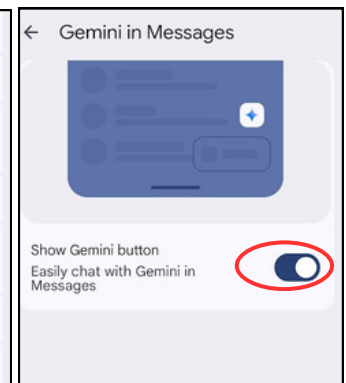 Gemini in Messages
Show Gemini button
Easily chat with Gemini in
Messages